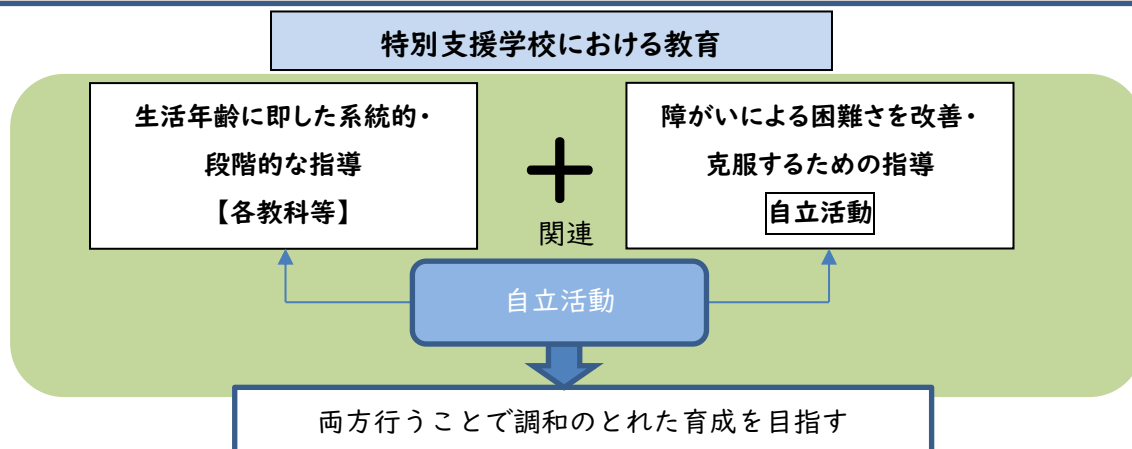 特別支援学校における教育
生活年齢に即した系統的・
段階的な指導
【各教科等】
+
関連
障がいによる困難さを改善・
克服するための指導
自立活動
自立活動
両方行うことで調和のとれた育成を目指す